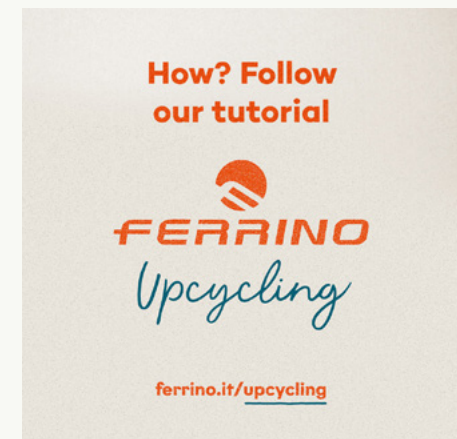 How? Follow
our tutorial
FERRINO
Upcycling
ferrino.it/upcycling